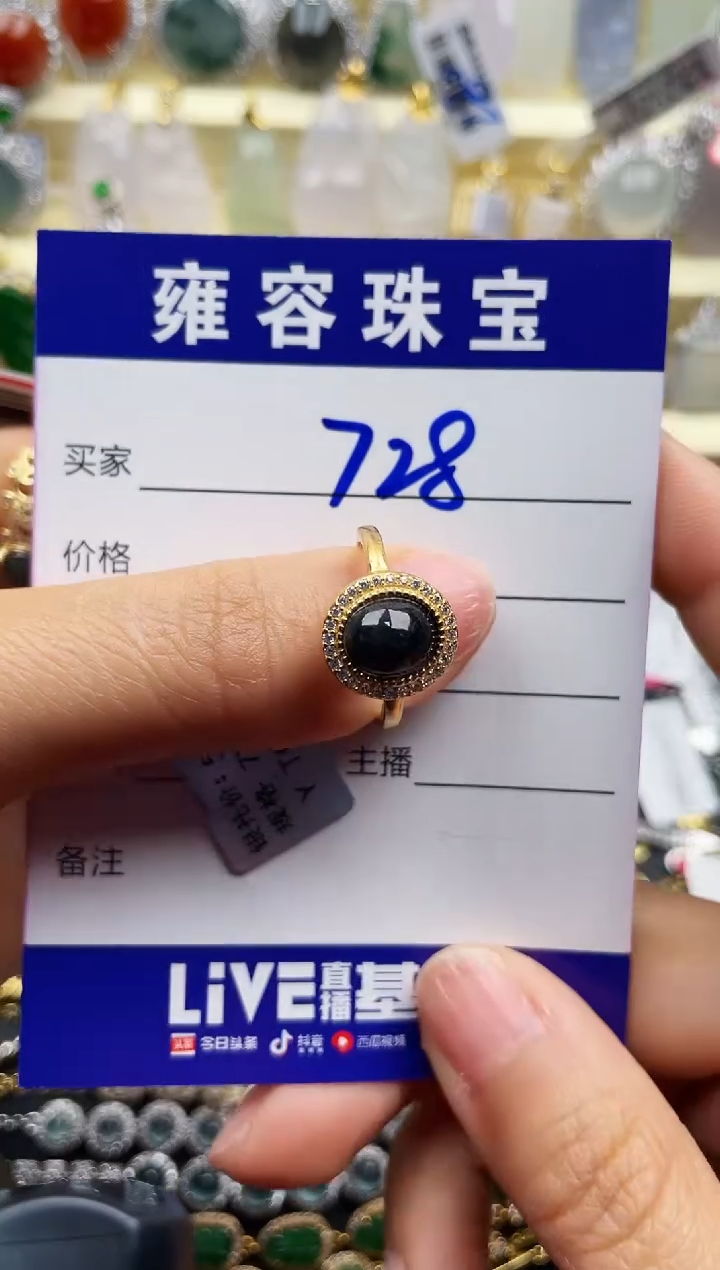 雍容珠宝
买家 728
价格
主播
备注
LiVE直播基
今日头条 抖音 西瓜视频